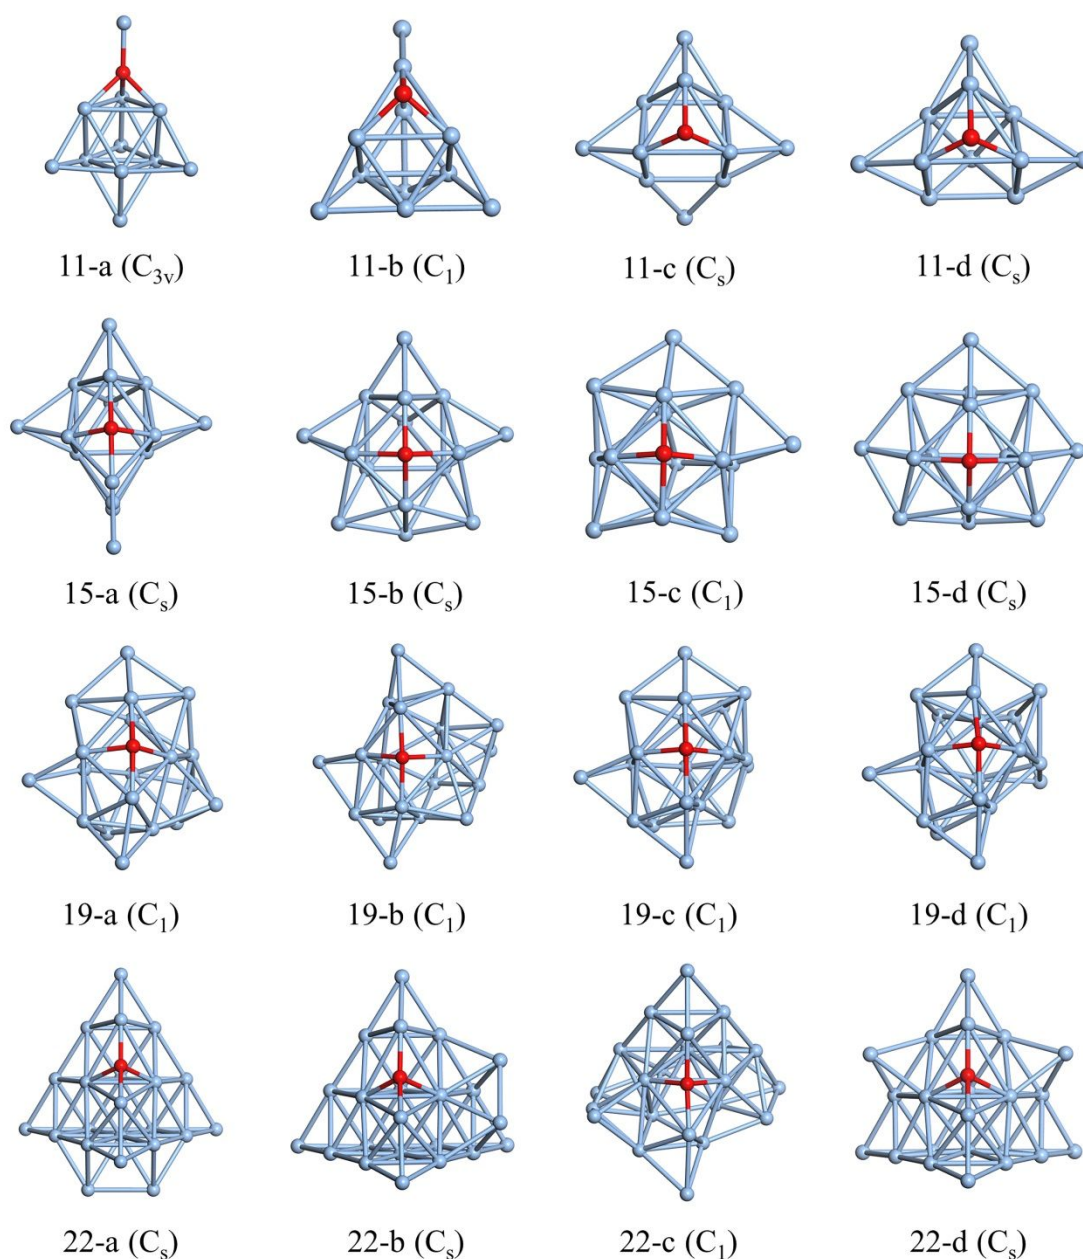 11-a (C₃ᵥ) 11-b (C₁) 11-c (Cₛ) 11-d (Cₛ)
15-a (Cₛ) 15-b (Cₛ) 15-c (C₁) 15-d (Cₛ)
19-a (C₁) 19-b (C₁) 19-c (C₁) 19-d (C₁)
22-a (Cₛ) 22-b (Cₛ) 22-c (C₁) 22-d (Cₛ)